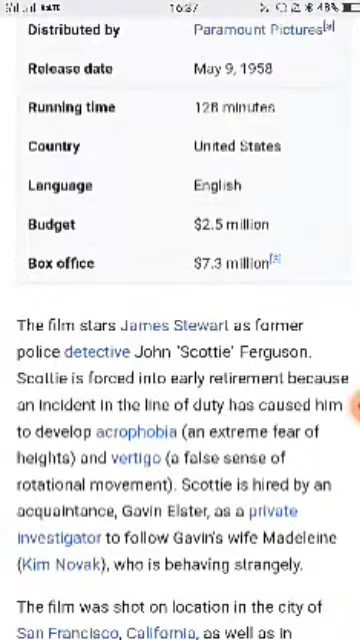 16:37 48%
Distributed by Paramount Pictures[3]
Release date May 9, 1958
Running time 128 minutes
Country United States
Language English
Budget $2.5 million
Box office $7.3 million[3]
The film stars James Stewart as former
police detective John 'Scottie' Ferguson.
Scottie is forced into early retirement because
an incident in the line of duty has caused him
to develop acrophobia (an extreme fear of
heights) and vertigo (a false sense of
rotational movement). Scottie is hired by an
acquaintance, Gavin Elster, as a private
investigator to follow Gavin's wife Madeleine
(Kim Novak), who is behaving strangely.
The film was shot on location in the city of
San Francisco, California, as well as in